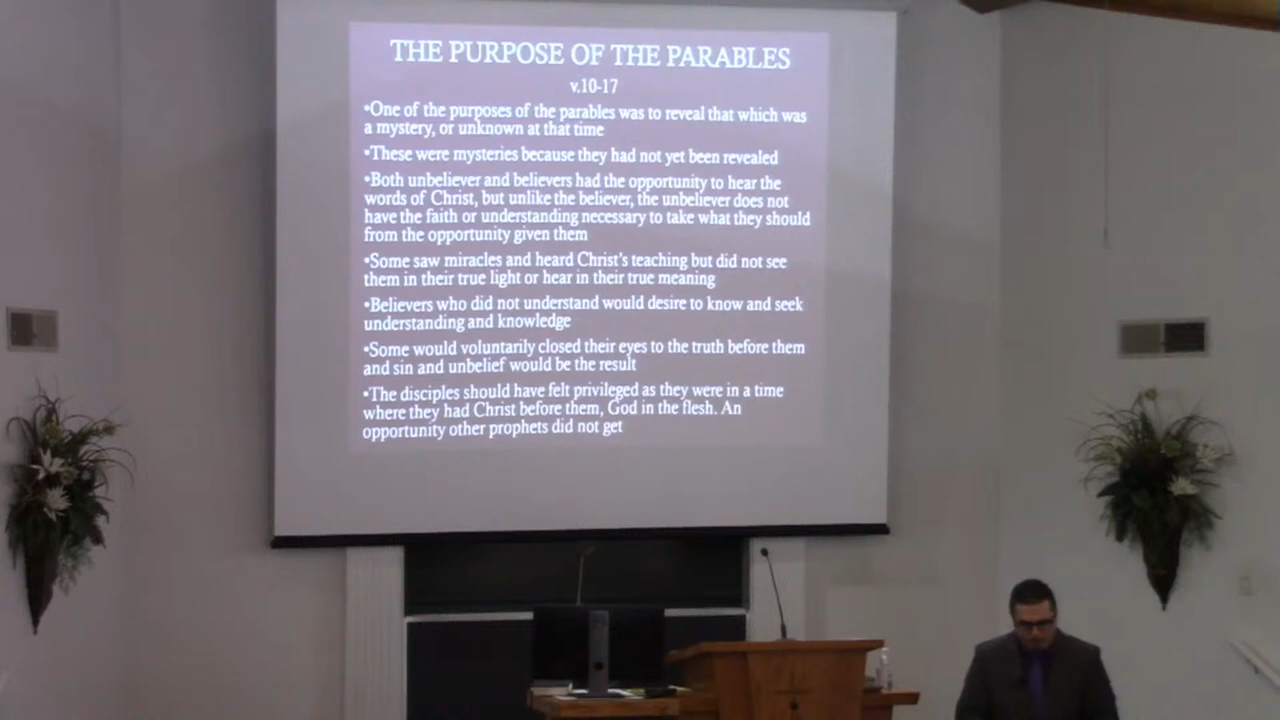 THE PURPOSE OF THE PARABLES
v.10-17
•One of the purposes of the parables was to reveal that which was
a mystery, or unknown at that time
•These were mysteries because they had not yet been revealed
•Both unbeliever and believers had the opportunity to hear the
words of Christ, but unlike the believer, the unbeliever does not
have the faith or understanding necessary to take what they should
from the opportunity given them
•Some saw miracles and heard Christ's teaching but did not see
them in their true light or hear in their true meaning
•Believers who did not understand would desire to know and seek
understanding and knowledge
•Some would voluntarily closed their eyes to the truth before them
and sin and unbelief would be the result
•The disciples should have felt privileged as they were in a time
where they had Christ before them, God in the flesh. An
opportunity other prophets did not get